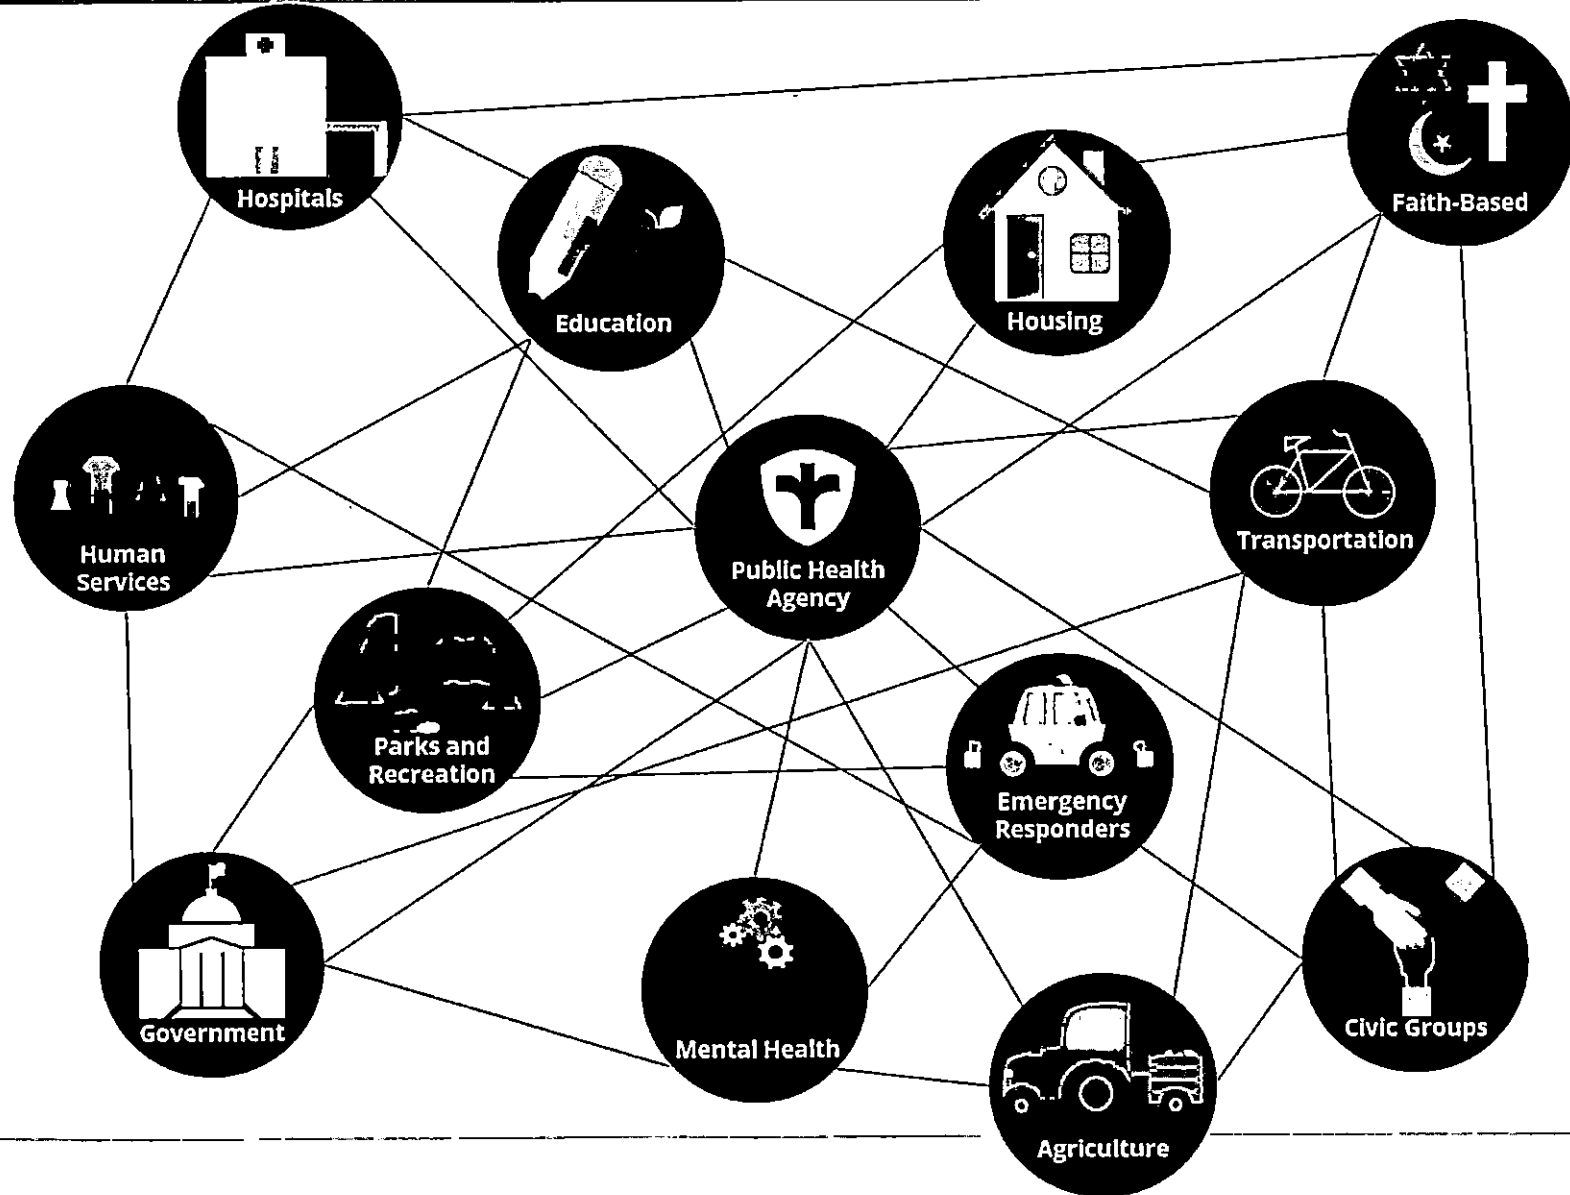 Hospitals
Faith-Based
Education
Housing
Human
Services
Public Health
Agency
Transportation
Parks and
Recreation
Emergency
Responders
Government
Mental Health
Civic Groups
Agriculture